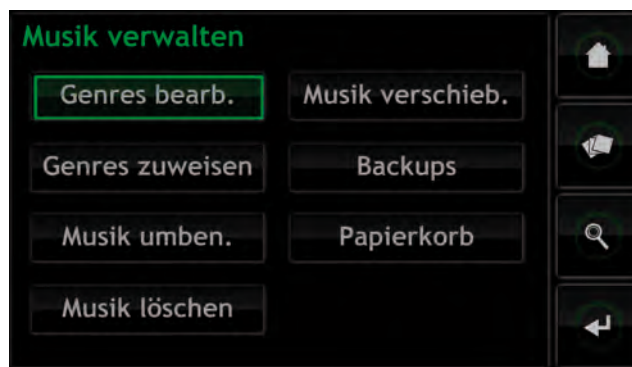 Musik verwalten
Genres bearb.
Musik verschieb.
Genres zuweisen
Backups
Musik umben.
Papierkorb
Musik löschen